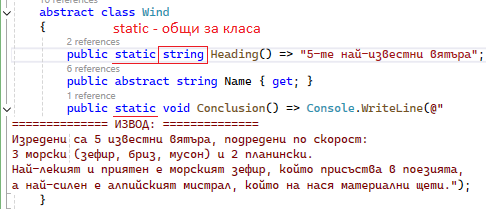 10 references
abstract class Wind
{
static - общи за класа
2 references
public static string Heading() => "5-те най-известни вятъра";
6 references
public abstract string Name { get; }
1 reference
public static void Conclusion() => Console.WriteLine(@"
============== ИЗВОД: ==============
Изредени са 5 известни вятъра, подредени по скорост:
3 морски (зефир, бриз, мусон) и 2 планински.
Най-лекият и приятен е морският зефир, който присъства в поезията,
а най-силен е алпийският мистрал, който на нася материални щети.");
}